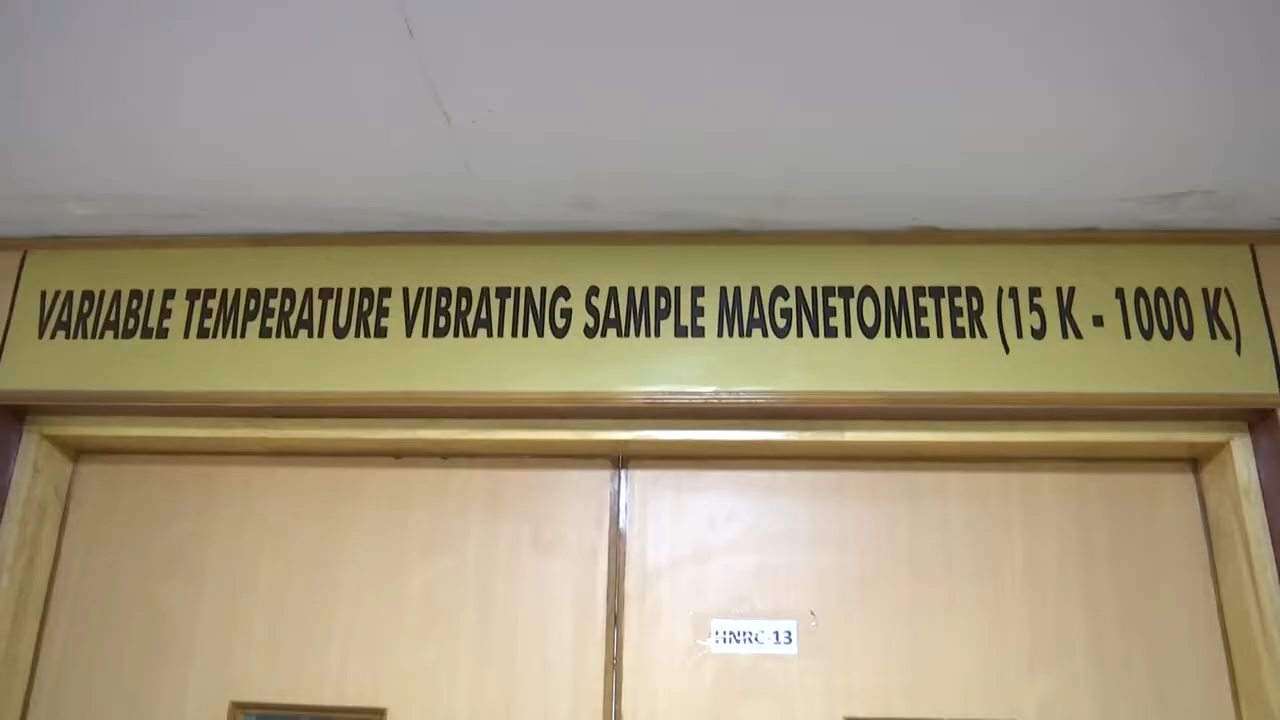 VARIABLE TEMPERATURE VIBRATING SAMPLE MAGNETOMETER (15 K - 1000 K)
HNRC-13